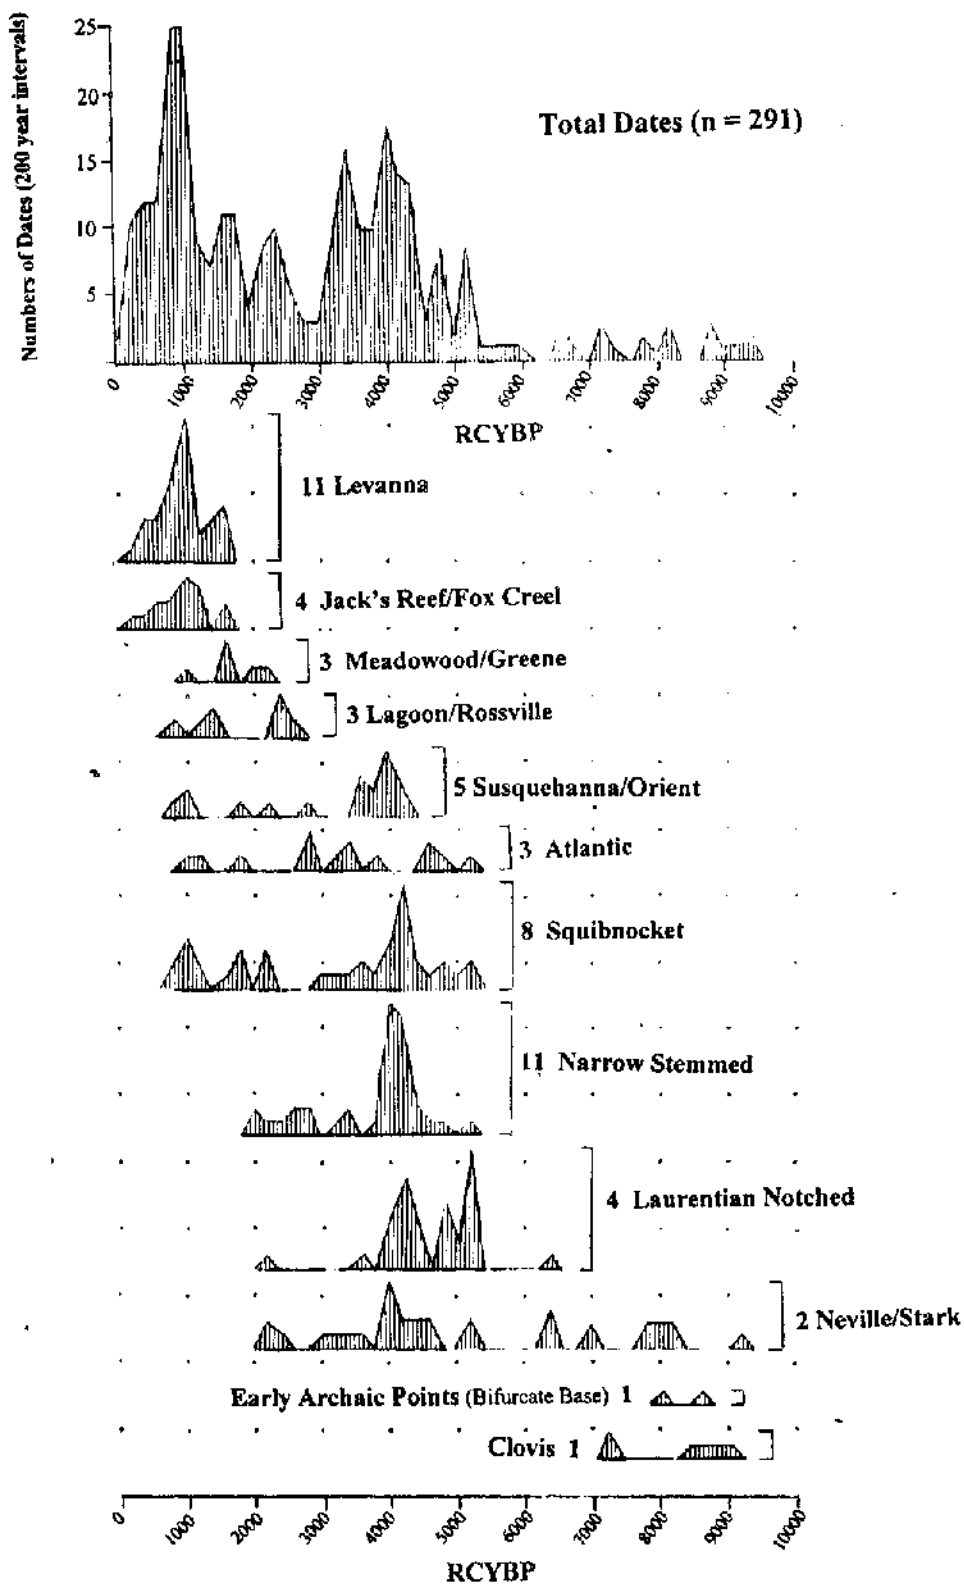 Numbers of Dates (200 year intervals)
25
20
15
10
5
Total Dates (n = 291)
0 1000 2000 3000 4000 5000 6000 7000 8000 9000 10000
RCYBP
11 Levanna
4 Jack's Reef/Fox Creel
3 Meadowood/Greene
3 Lagoon/Rossville
5 Susquehanna/Orient
3 Atlantic
8 Squibnocket
11 Narrow Stemmed
4 Laurentian Notched
2 Neville/Stark
Early Archaic Points (Bifurcate Base) 1
Clovis 1
0 1000 2000 3000 4000 5000 6000 7000 8000 9000 10000
RCYBP